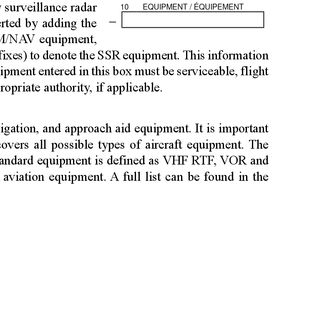 surveillance radar
10 EQUIPMENT / ÉQUIPEMENT
rted by adding the
M/NAV equipment,
fixes) to denote the SSR equipment. This information
ipment entered in this box must be serviceable, flight
ropriate authority, if applicable.
igation, and approach aid equipment. It is important
overs all possible types of aircraft equipment. The
andard equipment is defined as VHF RTF, VOR and
aviation equipment. A full list can be found in the